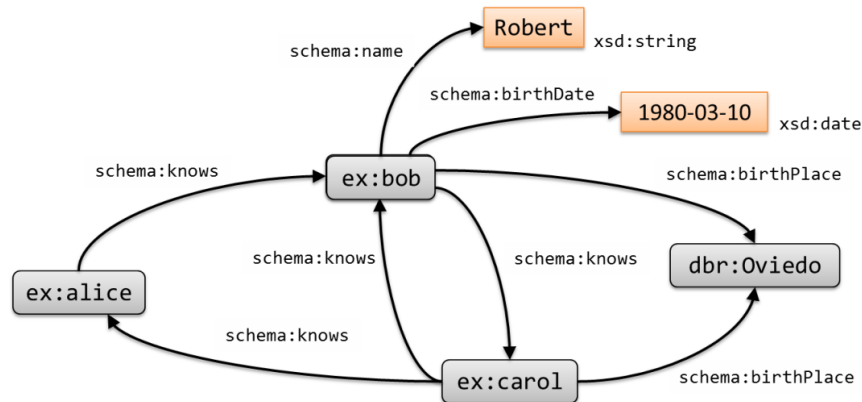 Robert
xsd:string
schema:name
schema:birthDate
1980-03-10
xsd:date
schema:knows
ex:bob
schema:birthPlace
schema:knows
schema:knows
dbr:Oviedo
ex:alice
schema:knows
ex:carol
schema:birthPlace